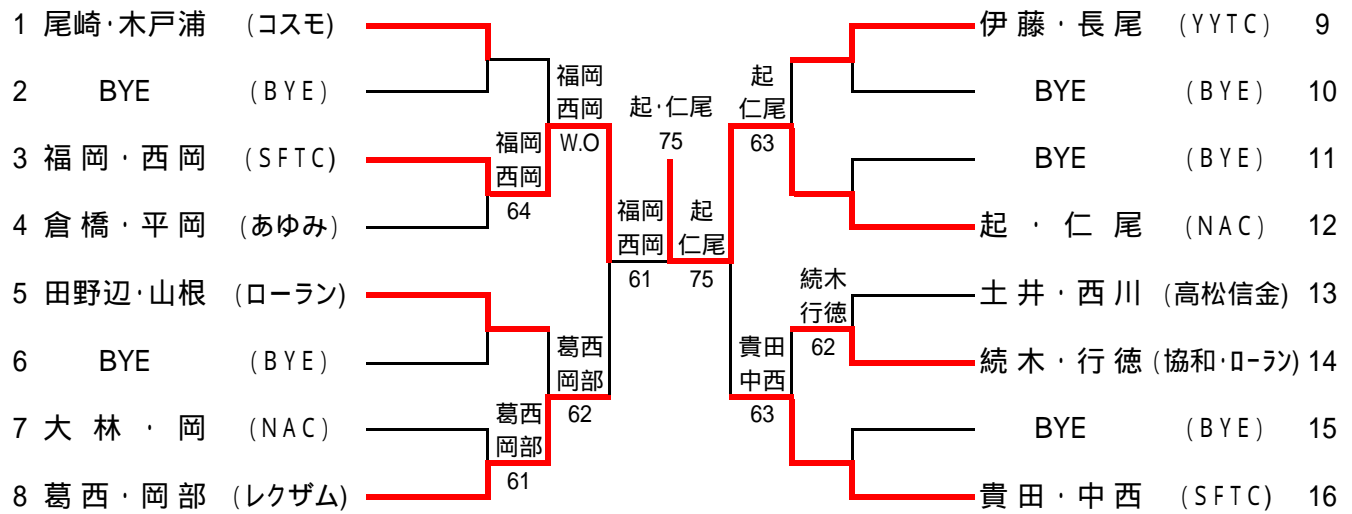 1 尾崎・木戸浦 (コスモ)
2 BYE (BYE)
3 福岡・西岡 (SFTC)
4 倉橋・平岡 (あゆみ)
5 田野辺・山根 (ローラン)
6 BYE (BYE)
7 大林・岡 (NAC)
8 葛西・岡部 (レクザム)
福岡
西岡
64
葛西
岡部
61
福岡
西岡
W.O
葛西
岡部
62
福岡
西岡
61
起・仁尾
75
起
仁尾
75
起
仁尾
63
貴田
中西
63
続木
行徳
62
伊藤・長尾 (YYTC) 9
BYE (BYE) 10
BYE (BYE) 11
起・仁尾 (NAC) 12
土井・西川 (高松信金) 13
続木・行徳 (協和・ローラン) 14
BYE (BYE) 15
貴田・中西 (SFTC) 16